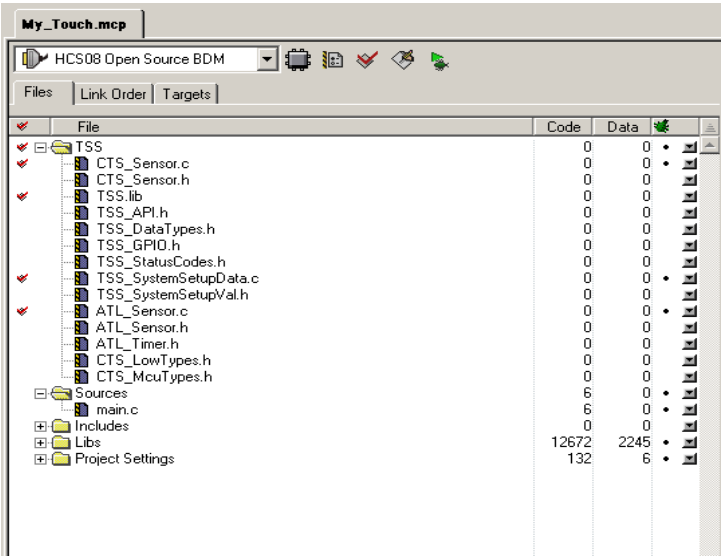 My_Touch.mcp
HCS08 Open Source BDM
Files Link Order Targets
File Code Data
TSS 0 0
CTS_Sensor.c 0 0
CTS_Sensor.h 0 0
TSS.lib 0 0
TSS_API.h 0 0
TSS_DataTypes.h 0 0
TSS_GPIO.h 0 0
TSS_StatusCodes.h 0 0
TSS_SystemSetupData.c 0 0
TSS_SystemSetupVal.h 0 0
ATL_Sensor.c 0 0
ATL_Sensor.h 0 0
ATL_Timer.h 0 0
CTS_LowTypes.h 0 0
CTS_McuTypes.h 0 0
Sources 6 0
main.c 6 0
Includes 0 0
Libs 12672 2245
Project Settings 132 6